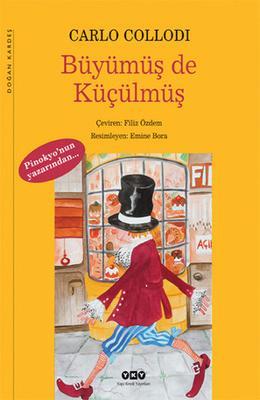 DOĞAN KARDEŞ
CARLO COLLODI
Büyümüş de
Küçülmüş
Çeviren: Filiz Özdem
Resimleyen: Emine Bora
Pinokyo'nun
yazarından...
Fİ
AÇI
YKY
Yapı Kredi Yayınları